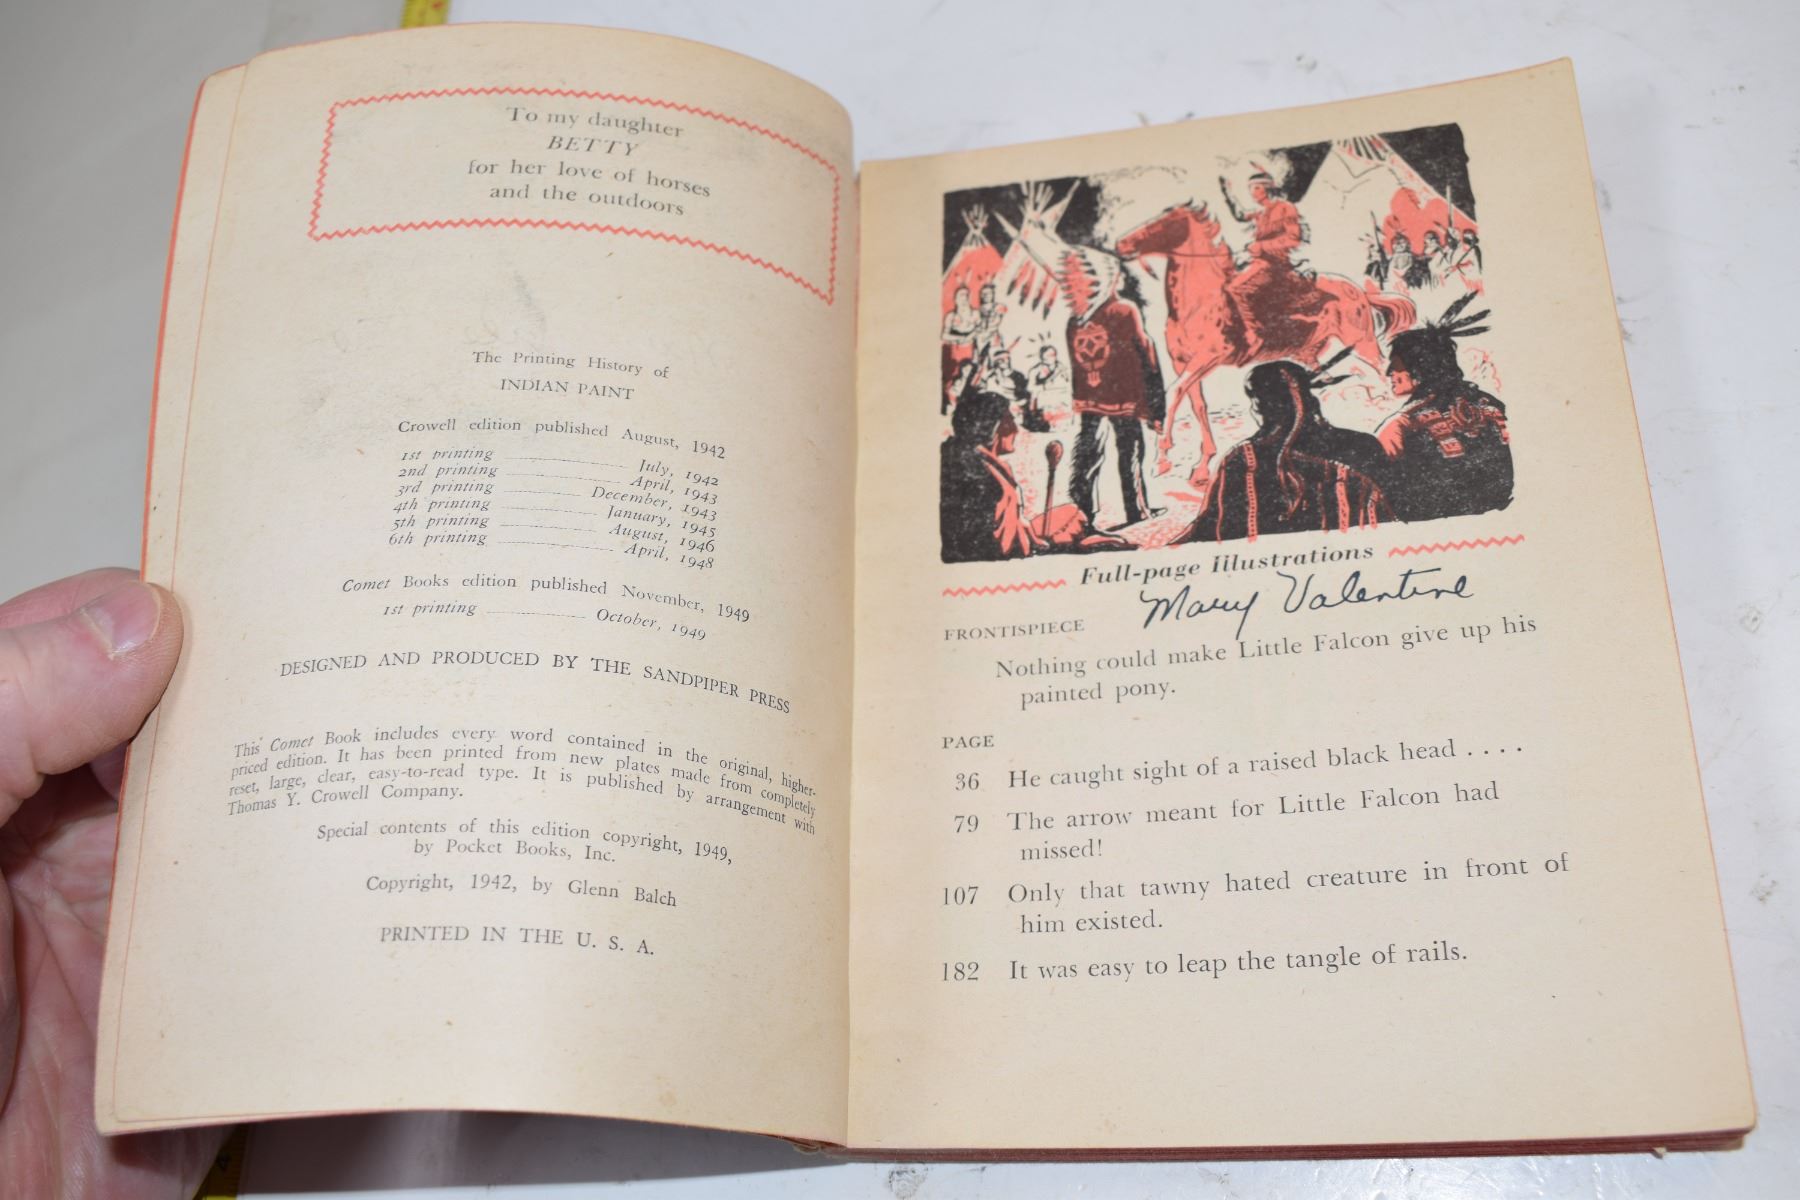 To my daughter
BETTY
for her love of horses
and the outdoors
The Printing History of
INDIAN PAINT
Crowell edition published August, 1942
1st printing July, 1942
2nd printing April, 1943
3rd printing December, 1943
4th printing January, 1945
5th printing August, 1946
6th printing April, 1948
Comet Books edition published November, 1949
1st printing October, 1949
DESIGNED AND PRODUCED BY THE SANDPIPER PRESS
This Comet Book includes every word contained in the original, higher-
priced edition. It has been printed from new plates made from completely
reset, large, clear, easy-to-read type. It is published by arrangement with
Thomas Y. Crowell Company.
Special contents of this edition copyright, 1949,
by Pocket Books, Inc.
Copyright, 1942, by Glenn Balch
PRINTED IN THE U. S. A.
Full-page Illustrations
Mary Valentine
FRONTISPIECE
Nothing could make Little Falcon give up his
painted pony.
PAGE
36 He caught sight of a raised black head . . . .
79 The arrow meant for Little Falcon had
missed!
107 Only that tawny hated creature in front of
him existed.
182 It was easy to leap the tangle of rails.